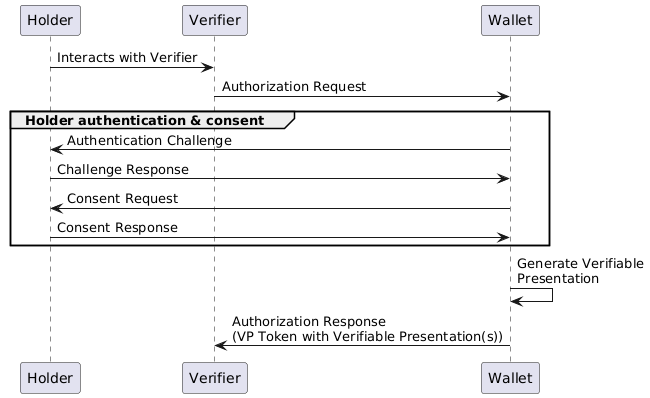 Holder
Verifier
Wallet
Interacts with Verifier
Authorization Request
Holder authentication & consent
Authentication Challenge
Challenge Response
Consent Request
Consent Response
Generate Verifiable
Presentation
Authorization Response
(VP Token with Verifiable Presentation(s))
Holder
Verifier
Wallet